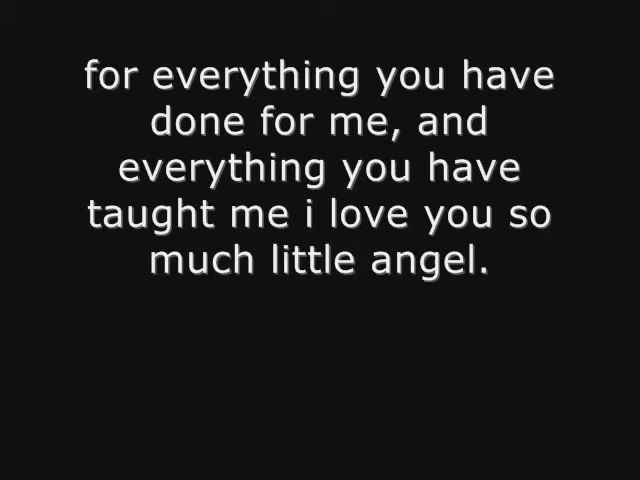 for everything you have
done for me, and
everything you have
taught me i love you so
much little angel.